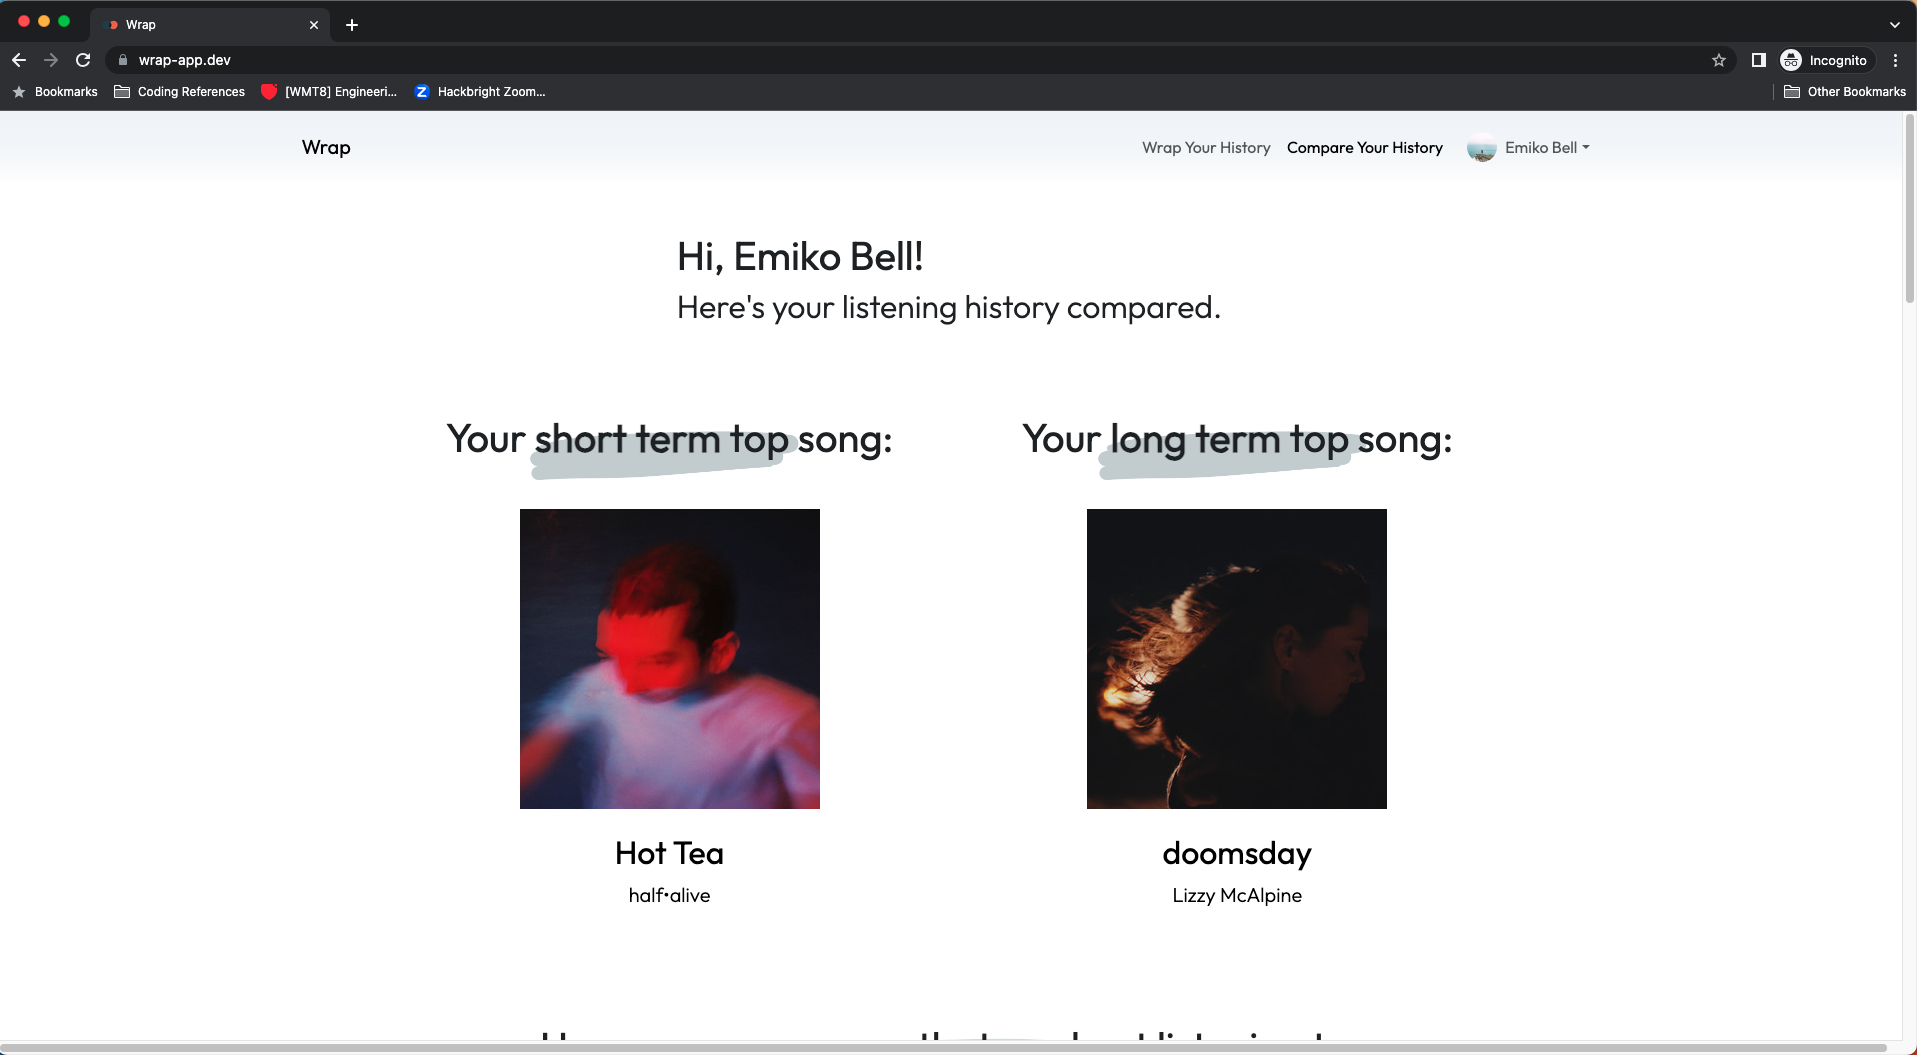 Wrap
wrap-app.dev
Incognito
Bookmarks
Coding References
[WMT8] Engineeri...
Hackbright Zoom...
Other Bookmarks
Wrap
Wrap Your History
Compare Your History
Emiko Bell
Hi, Emiko Bell!
Here's your listening history compared.
Your short term top song:
Your long term top song:
Hot Tea
half•alive
doomsday
Lizzy McAlpine